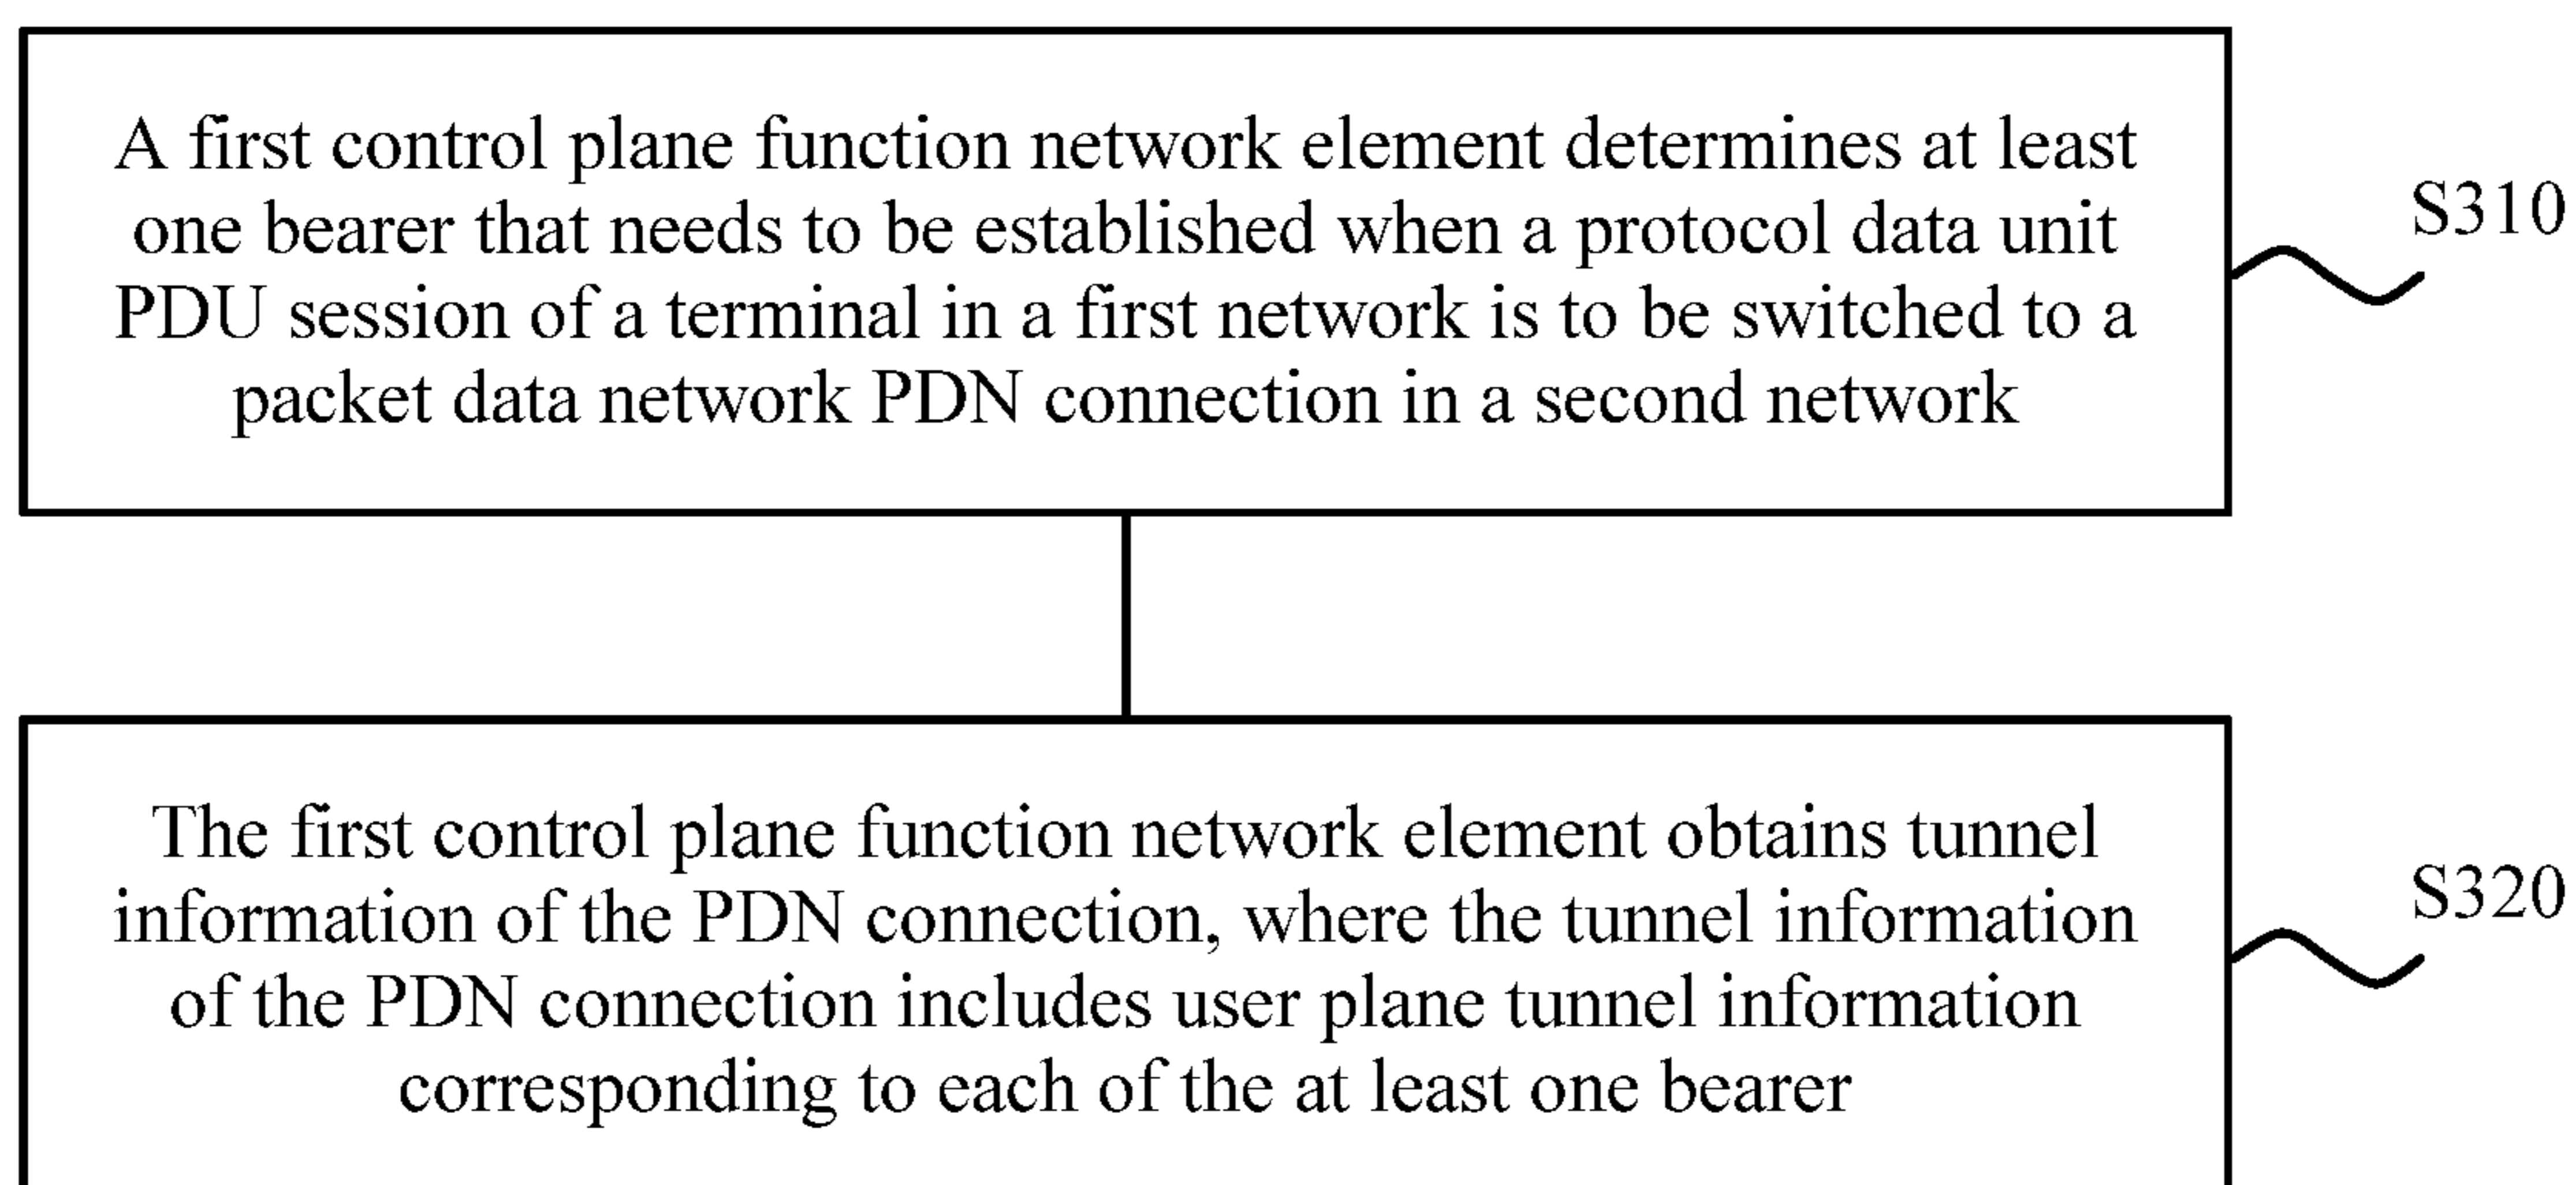 A first control plane function network element determines at least
one bearer that needs to be established when a protocol data unit
PDU session of a terminal in a first network is to be switched to a
packet data network PDN connection in a second network
S310
The first control plane function network element obtains tunnel
information of the PDN connection, where the tunnel information
of the PDN connection includes user plane tunnel information
corresponding to each of the at least one bearer
S320